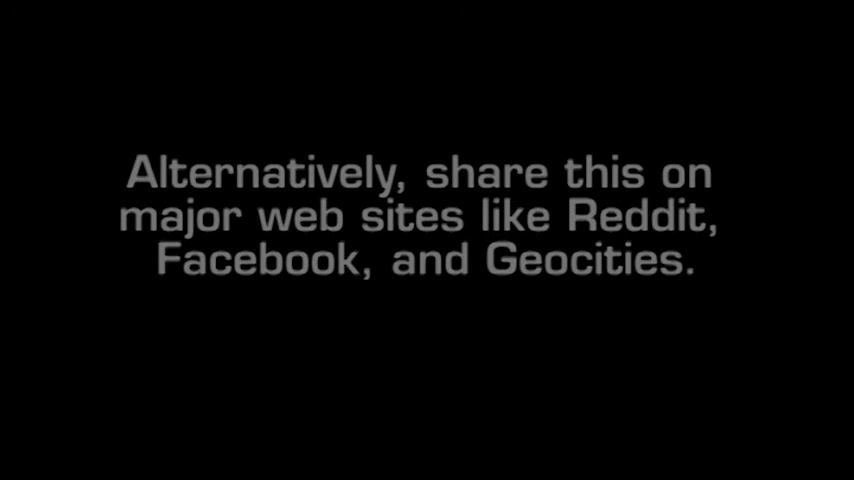 Alternatively, share this on
major web sites like Reddit,
Facebook, and Geocities.